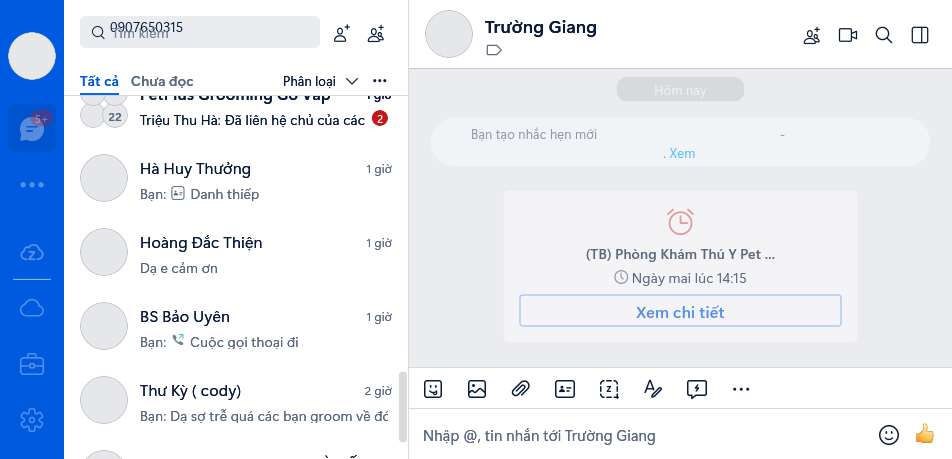 0907650315
Tìm kiếm
Tất cả
Chưa đọc
Phân loại
5+
22
PetPlus Grooming Gò Vấp
1 giờ
Triệu Thu Hà: Đã liên hệ chủ của các
2
Hà Huy Thưởng
1 giờ
Bạn: Danh thiếp
Hoàng Đắc Thiện
1 giờ
Dạ e cảm ơn
BS Bảo Uyên
1 giờ
Bạn: Cuộc gọi thoại đi
Thư Ký ( cody)
2 giờ
Bạn: Dạ sợ trễ quá các bạn groom về đó
Trường Giang
Hôm nay
Bạn tạo nhắc hẹn mới -
. Xem
(TB) Phòng Khám Thú Y Pet ...
Ngày mai lúc 14:15
Xem chi tiết
Nhập @, tin nhắn tới Trường Giang